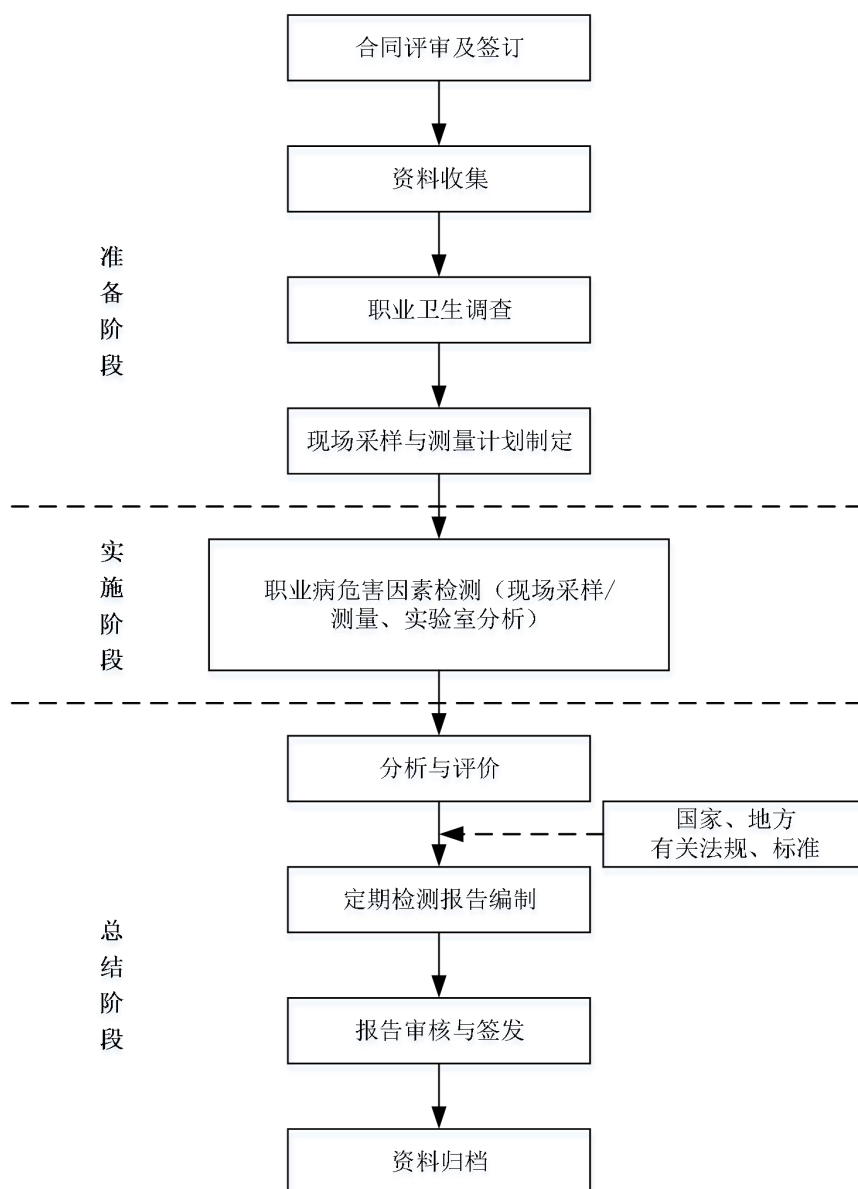 合同评审及签订
资料收集
准备阶段
职业卫生调查
现场采样与测量计划制定
实施阶段
职业病危害因素检测（现场采样/
测量、实验室分析）
分析与评价
国家、地方
有关法规、标准
定期检测报告编制
总结阶段
报告审核与签发
资料归档